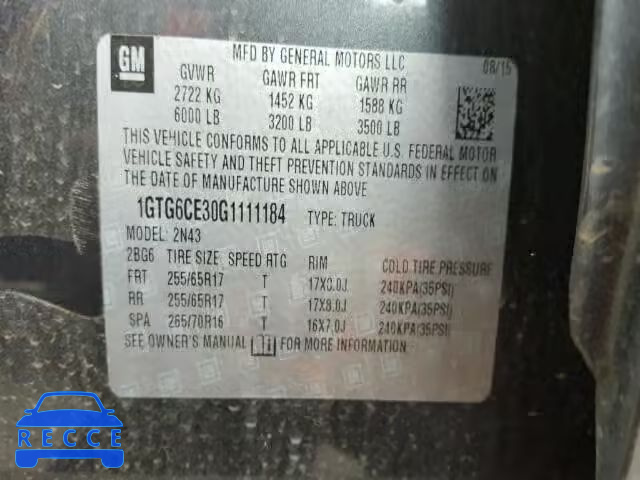 GM MFD BY GENERAL MOTORS LLC 08/15
GVWR GAWR FRT GAWR RR
2722 KG 1452 KG 1588 KG
6000 LB 3200 LB 3500 LB
THIS VEHICLE CONFORMS TO ALL APPLICABLE U.S. FEDERAL MOTOR
VEHICLE SAFETY AND THEFT PREVENTION STANDARDS IN EFFECT ON
THE DATE OF MANUFACTURE SHOWN ABOVE
1GTG6CE30G1111184 TYPE: TRUCK
MODEL: 2N43
2BG6 TIRE SIZE SPEED RTG RIM COLD TIRE PRESSURE
FRT 255/65R17 T 17X8.0J 240KPA(35PSI)
RR 255/65R17 T 17X8.0J 240KPA(35PSI)
SPA 265/70R16 T 16X7.0J 240KPA(35PSI)
SEE OWNER'S MANUAL FOR MORE INFORMATION
RECCE